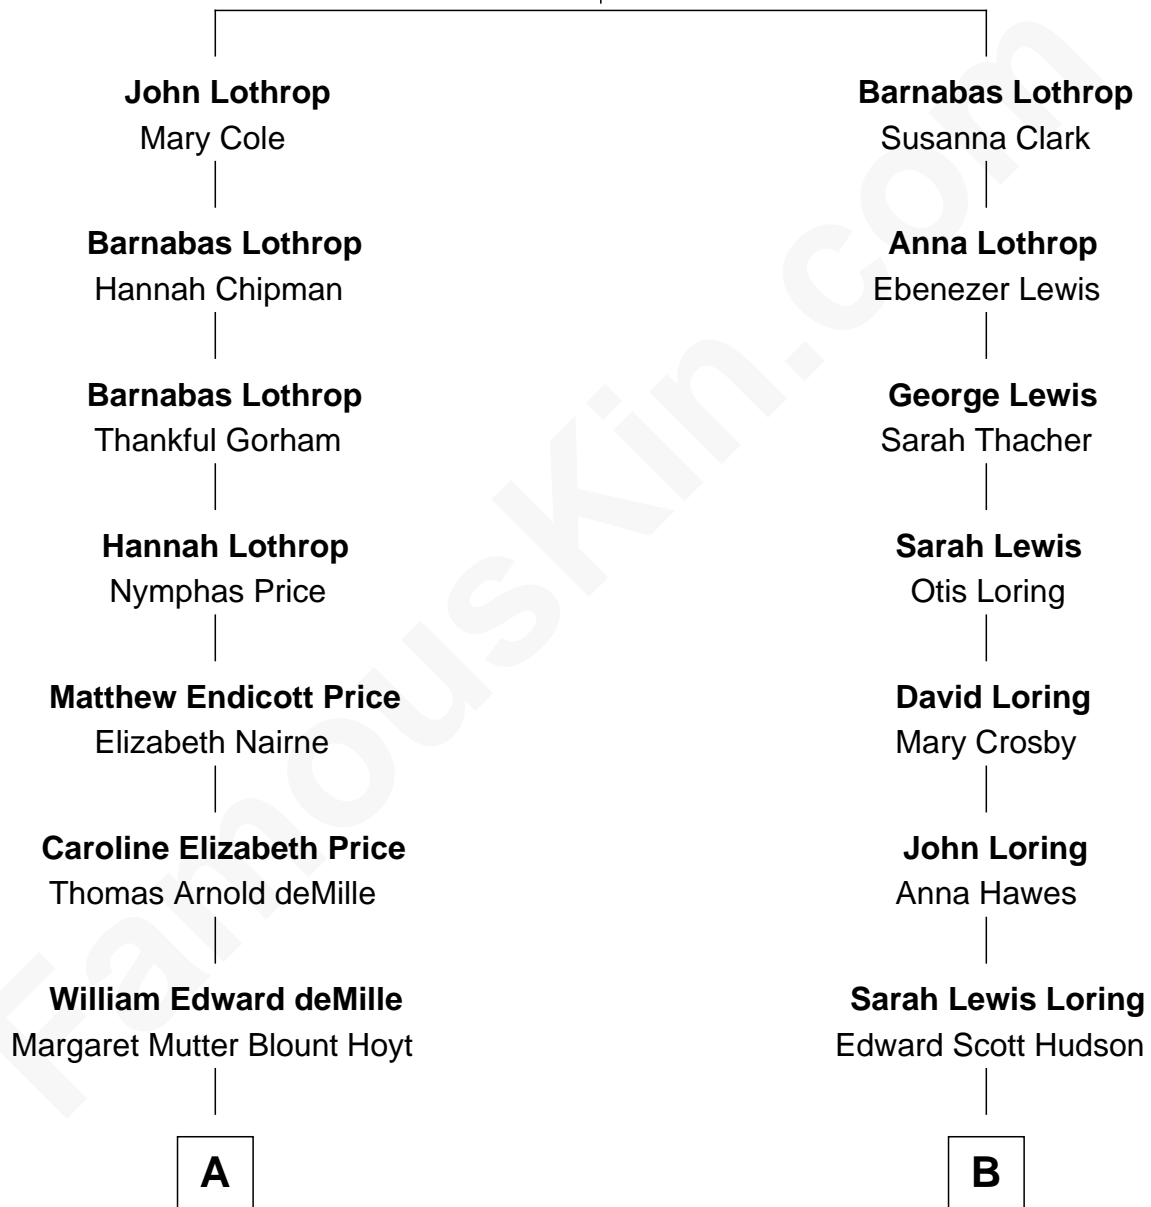 John Lothrop
Mary Cole
Barnabas Lothrop
Hannah Chipman
Barnabas Lothrop
Thankful Gorham
Hannah Lothrop
Nymphas Price
Matthew Endicott Price
Elizabeth Nairne
Caroline Elizabeth Price
Thomas Arnold deMille
William Edward deMille
Margaret Mutter Blount Hoyt
A
Barnabas Lothrop
Susanna Clark
Anna Lothrop
Ebenezer Lewis
George Lewis
Sarah Thacher
Sarah Lewis
Otis Loring
David Loring
Mary Crosby
John Loring
Anna Hawes
Sarah Lewis Loring
Edward Scott Hudson
B
FamousKin.com